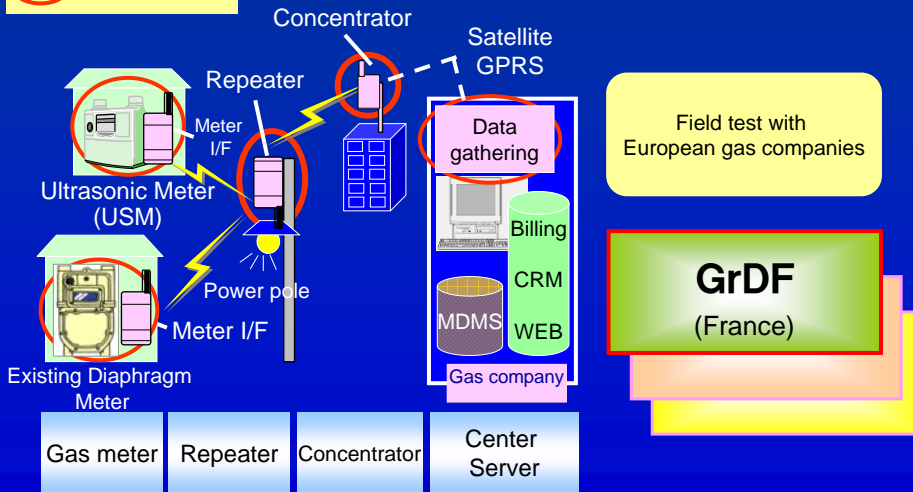 Concentrator
Satellite
GPRS
Repeater
Meter
I/F
Ultrasonic Meter
(USM)
Data
gathering
Field test with
European gas companies
Billing
CRM
WEB
MDMS
Power pole
Meter I/F
GrDF
(France)
Existing Diaphragm
Meter
Gas company
Gas meter
Repeater
Concentrator
Center
Server